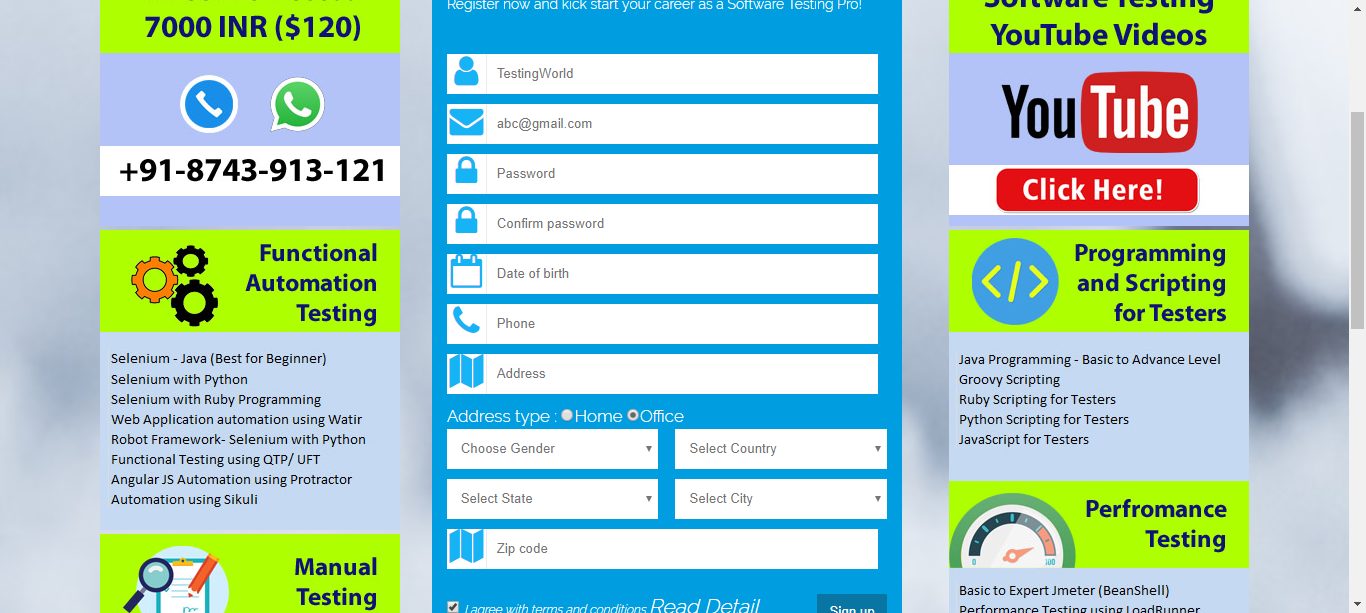 7000 INR ($120)
+91-8743-913-121
Functional
Automation
Testing
Selenium - Java (Best for Beginner)
Selenium with Python
Selenium with Ruby Programming
Web Application automation using Watir
Robot Framework- Selenium with Python
Functional Testing using QTP/ UFT
Angular JS Automation using Protractor
Automation using Sikuli
Manual
Testing
Register now and kick start your career as a Software Testing Pro!
TestingWorld
abc@gmail.com
Password
Confirm password
Date of birth
Phone
Address
Address type : Home Office
Choose Gender Select Country
Select State Select City
Zip code
I agree with terms and conditions Read Detail
Sign up
Software Testing
YouTube Videos
YouTube
Click Here!
Programming
and Scripting
for Testers
Java Programming - Basic to Advance Level
Groovy Scripting
Ruby Scripting for Testers
Python Scripting for Testers
JavaScript for Testers
Perfromance
Testing
0 100
Basic to Expert Jmeter (BeanShell)
Performance Testing using LoadRunner